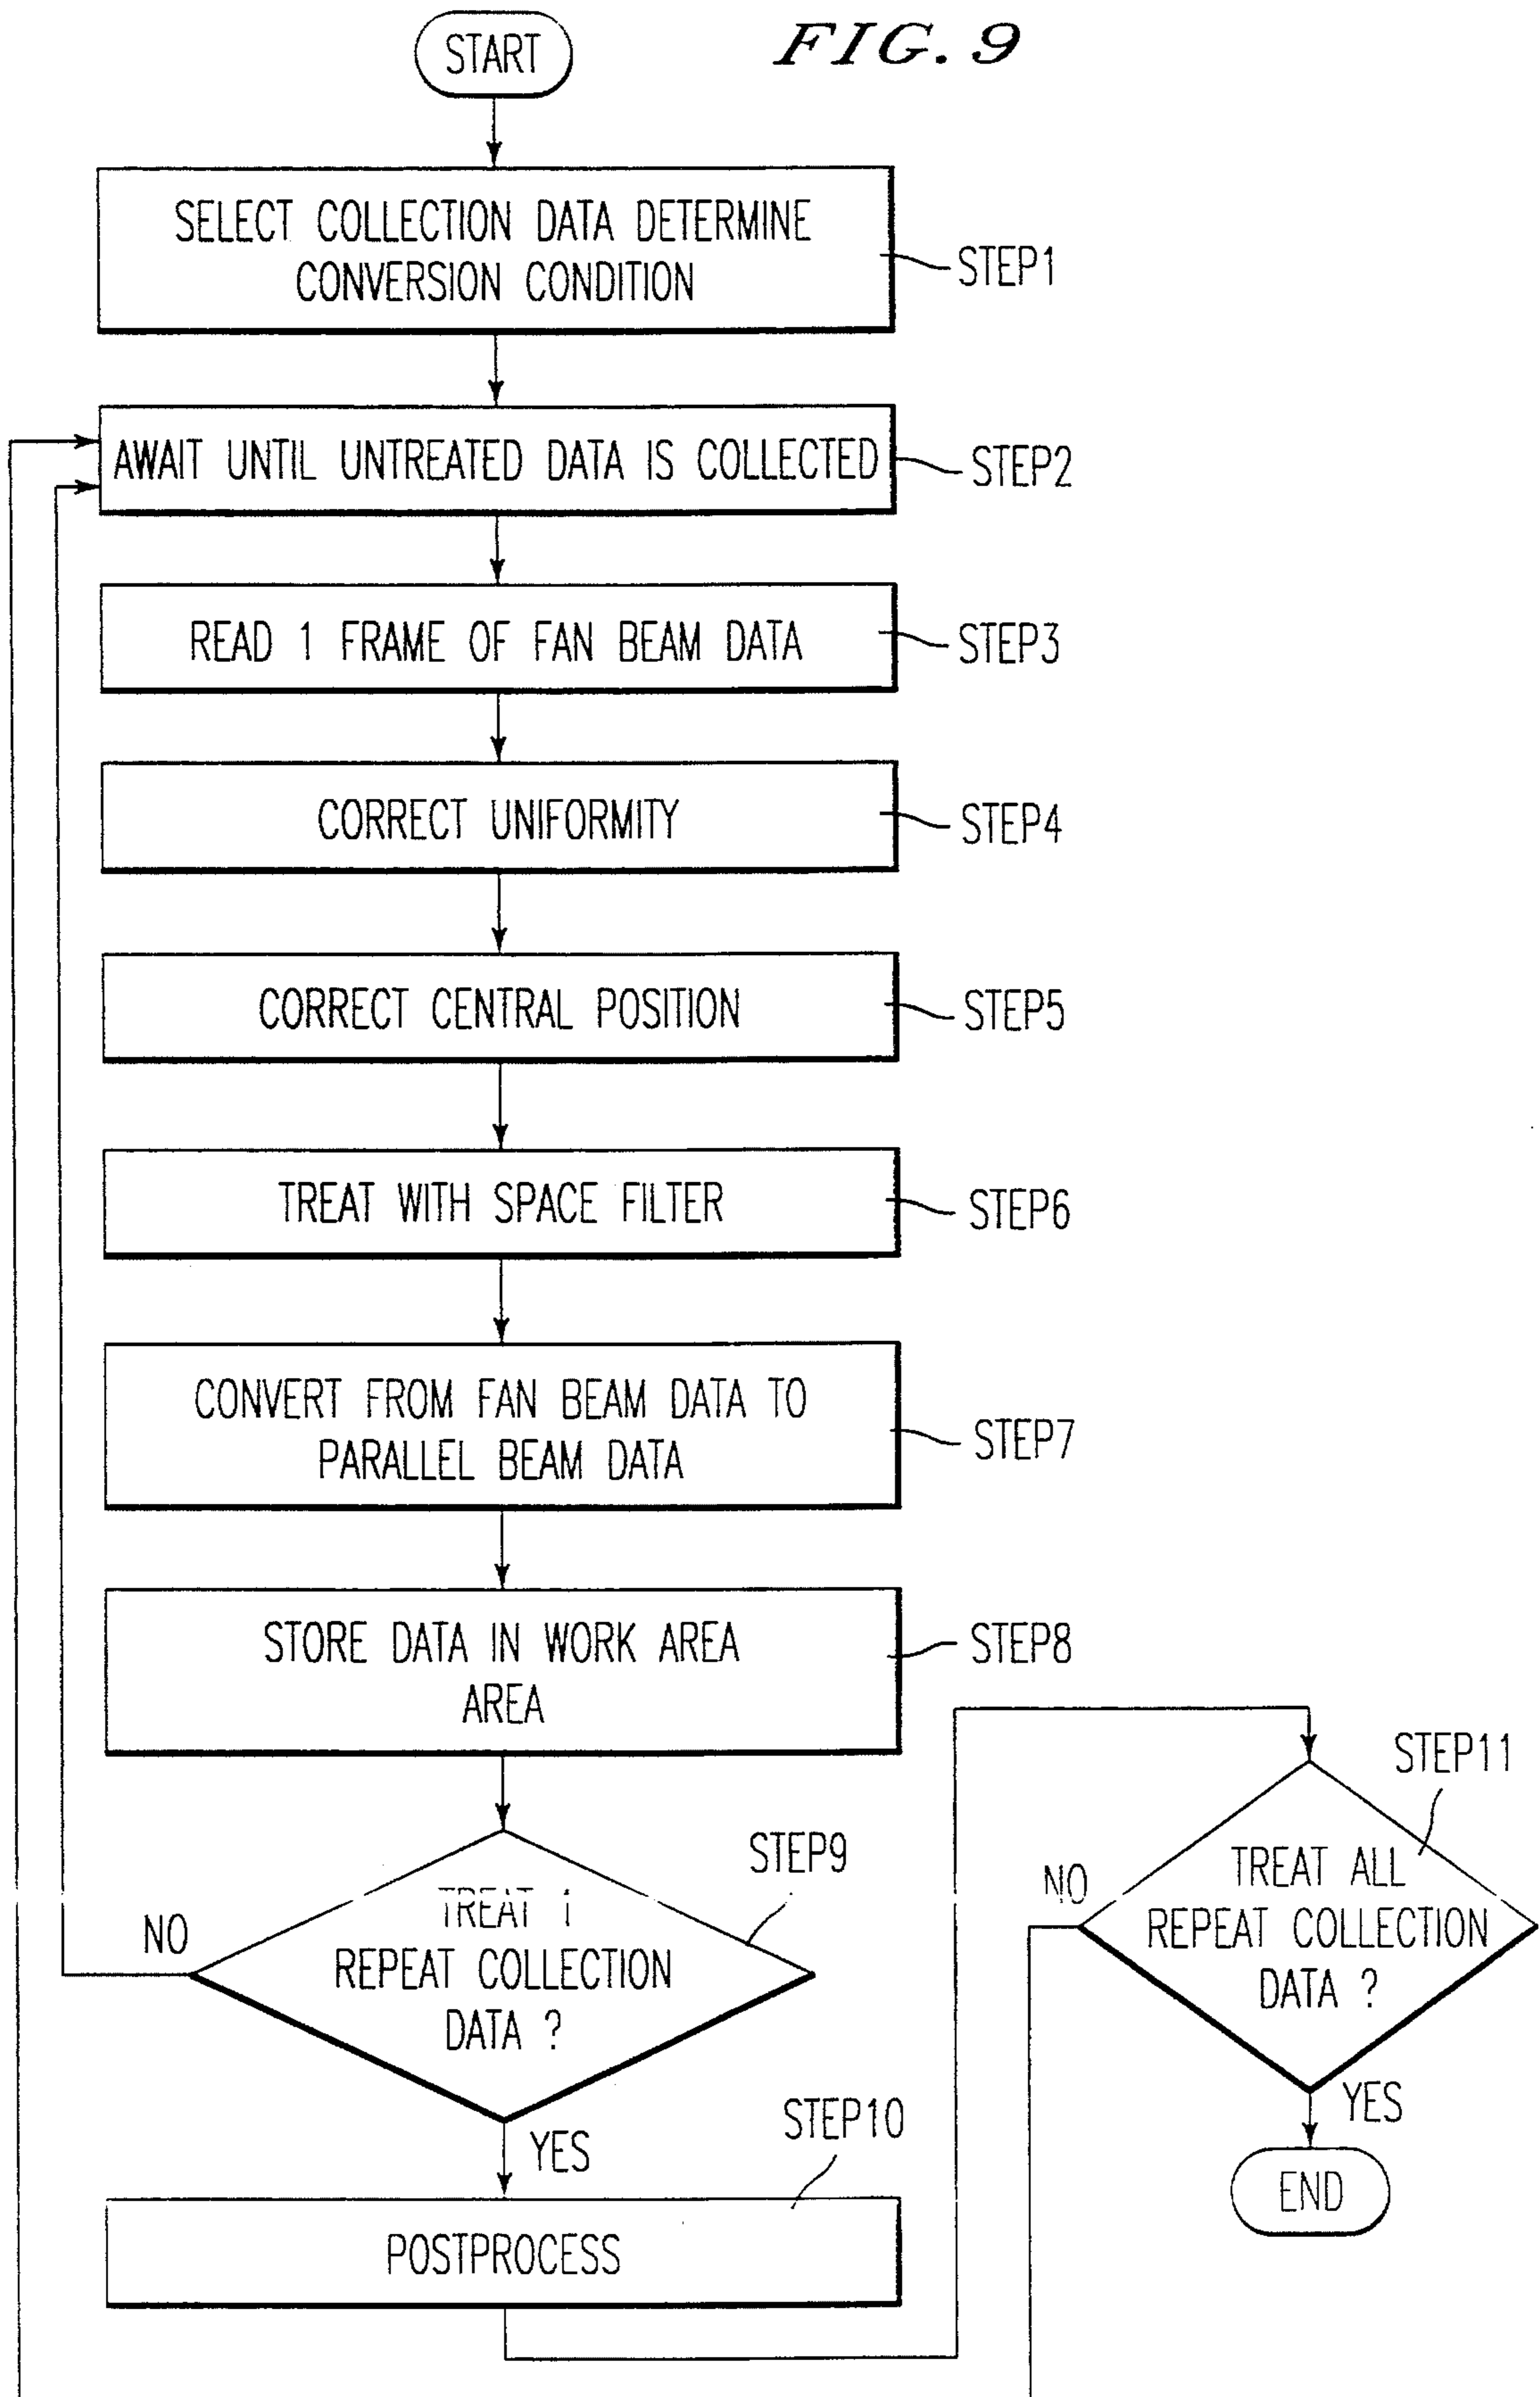 FIG. 9
START
SELECT COLLECTION DATA DETERMINE
CONVERSION CONDITION
STEP1
AWAIT UNTIL UNTREATED DATA IS COLLECTED
STEP2
READ 1 FRAME OF FAN BEAM DATA
STEP3
CORRECT UNIFORMITY
STEP4
CORRECT CENTRAL POSITION
STEP5
TREAT WITH SPACE FILTER
STEP6
CONVERT FROM FAN BEAM DATA TO
PARALLEL BEAM DATA
STEP7
STORE DATA IN WORK AREA
AREA
STEP8
TREAT 1
REPEAT COLLECTION
DATA ?
STEP9
NO
YES
POSTPROCESS
STEP10
TREAT ALL
REPEAT COLLECTION
DATA ?
STEP11
NO
YES
END